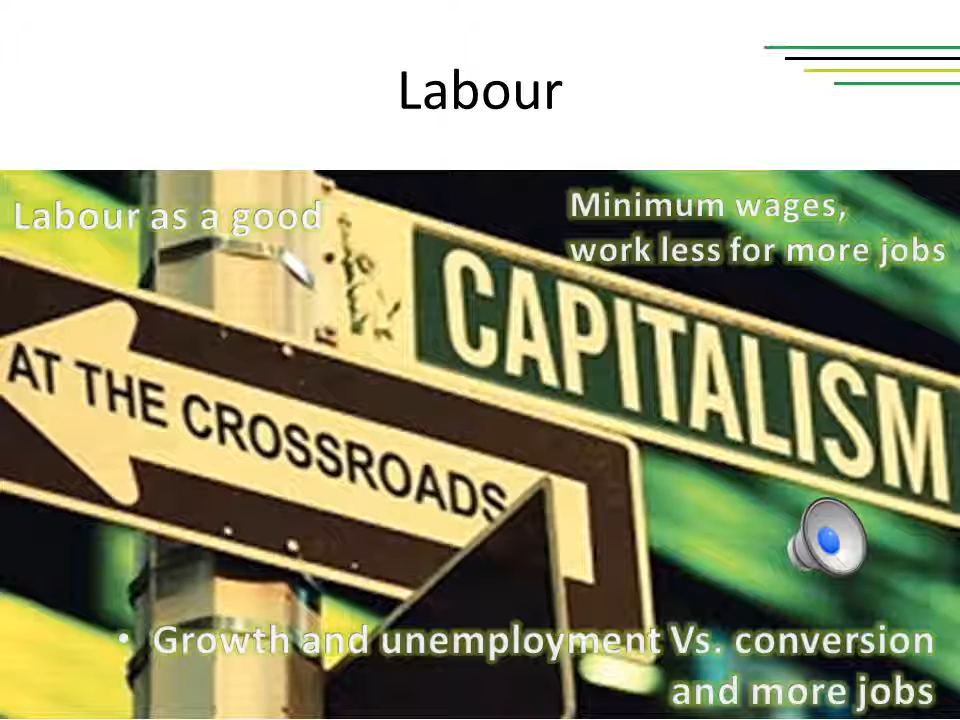 Labour
Labour as a good
Minimum wages,
work less for more jobs
CAPITALISM
AT THE CROSSROADS
• Growth and unemployment Vs. conversion
and more jobs